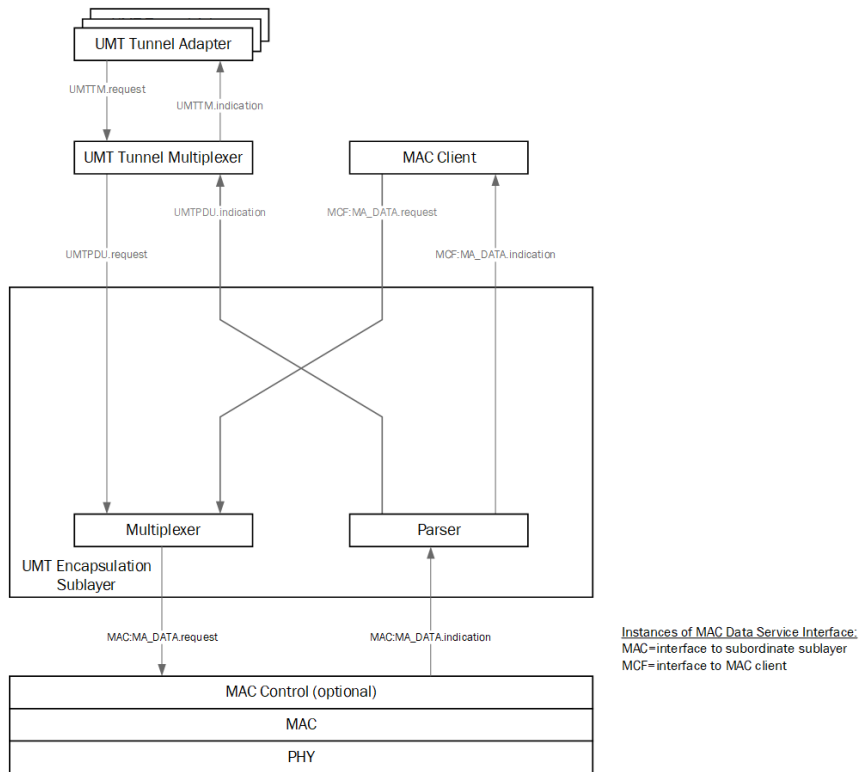 UMT Tunnel Adapter
UMTTM.request
UMTTM.indication
UMT Tunnel Multiplexer
MAC Client
UMTPDU.indication
MCF:MA_DATA.request
UMTPDU.request
MCF:MA_DATA.indication
Multiplexer
Parser
UMT Encapsulation
Sublayer
MAC:MA_DATA.request
MAC:MA_DATA.indication
Instances of MAC Data Service Interface:
MAC=interface to subordinate sublayer
MCF=interface to MAC client
MAC Control (optional)
MAC
PHY